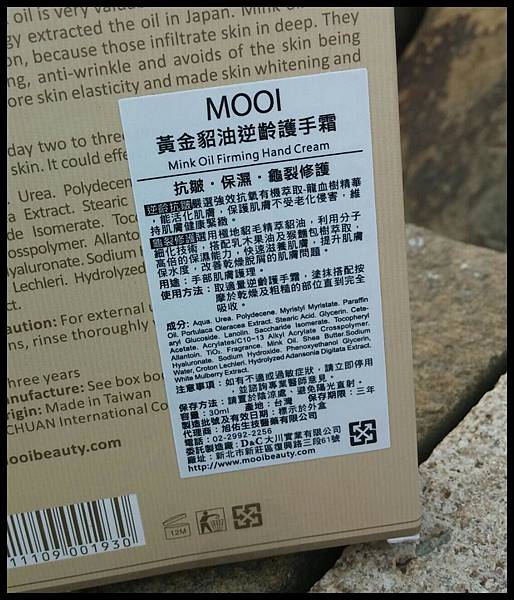 oil is very valua
gy extracted the oil in Japan. Mink Oil
on, because those infiltrate skin in deep. They
ng, anti-wrinkle and avoids of the skin being
ore skin elasticity and made skin whitening and
day two to thre
skin. It could effe
Urea. Polydecen
Extract. Stearic
de Isomerate. Toco
osspolymer. Allanto
yaluronate. Sodium
Lechleri. Hydrolyzed
ct.
aution: For external u
ns, rinse thoroughly
hree years
anufacture: See box bo
rigin: Made in Taiwan
CHUAN International Co
mooibeauty.com
MOOI
黃金貂油逆齡護手霜
Mink Oil Firming Hand Cream
抗皺·保濕·龜裂修護
逆齡抗皺嚴選強效抗氧有機萃取-龍血樹精華
,能活化肌膚,保護肌膚不受老化侵害,維
持肌膚健康緊緻。
龜裂修護選用極地貂毛精萃貂油,利用分子
細化技術,搭配乳木果油及猴麵包樹萃取,
高倍的保濕能力,快速滋養肌膚,提升肌膚
保水度,改善乾燥脫屑的肌膚問題。
用途:手部肌膚護理。
使用方法:取適量逆齡護手霜,塗抹搭配按
摩於乾燥及粗糙的部位直到完全
吸收。
成分: Aqua. Urea. Polydecene. Myristyl Myristate. Paraffin
Oil. Portulaca Oleracea Extract. Stearic Acid. Glycerin. Cete-
aryl Glucoside. Lanolin. Saccharide Isomerate. Tocopheryl
Acetate. Acrylates/C10-13 Alkyl Acrylate Crosspolymer.
Allantoin, TiO₂. Fragrance. Mink Oil. Shea Butter.Sodium
Hyaluronate. Sodium Hydroxide. Phenoxyethanol Glycerin,
Water, Croton Lechleri. Hydrolyzed Adansonia Digitata Extract.
White Mulberry Extract.
注意事項:如有不適或過敏症狀,請立即停用
,並諮詢專業醫師意見。
保存方法:請置於陰涼處、避免陽光直射。
容量:30ml 產地:台灣 保存期限:三年
製造批號及有效日期:標示於外盒
代理商:旭佑生技醫藥有限公司
電話:02-2992-2256
委託製造廠:D&C大川實業有限公司
廠址:新北市新莊區後港一路三段61號
http://www.mooibeauty.com
11109 001930
12M